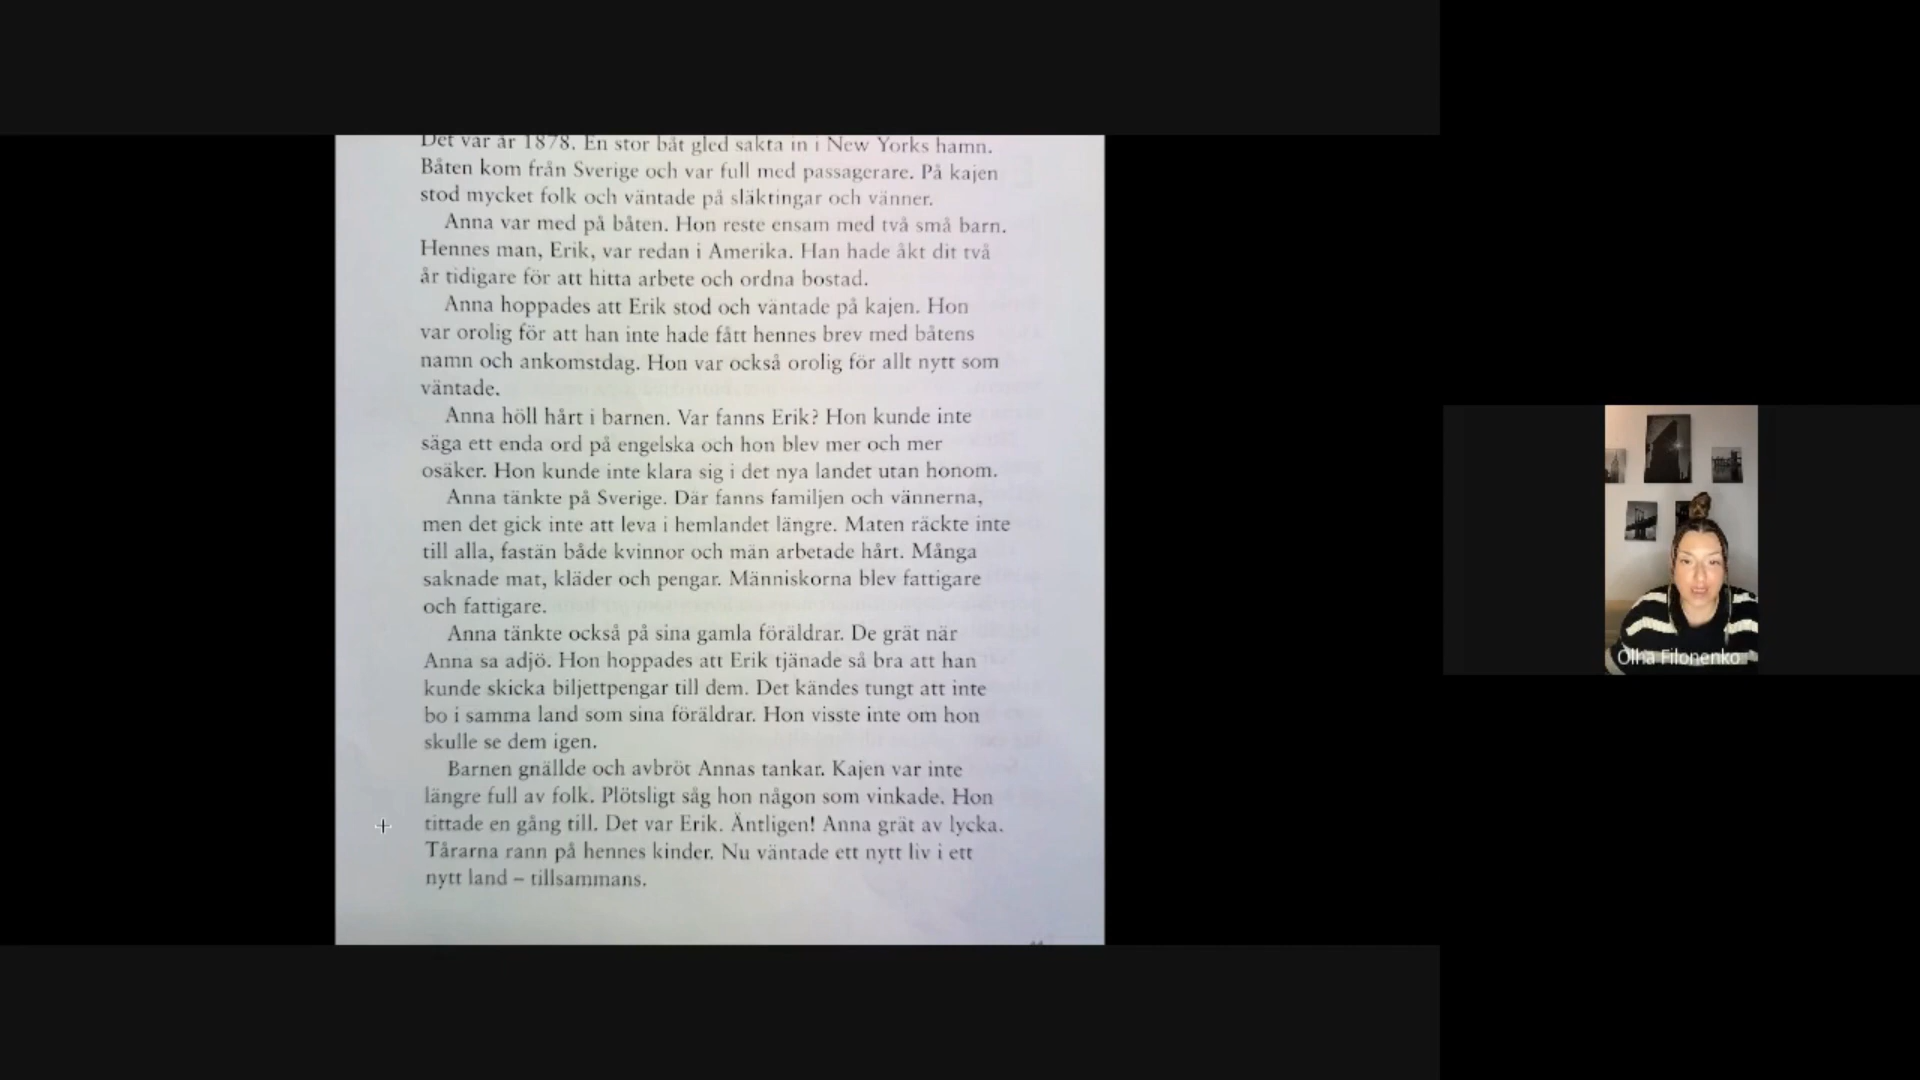 Det var år 1878. En stor båt gled sakta in i New Yorks hamn.
Båten kom från Sverige och var full med passagerare. På kajen
stod mycket folk och väntade på släktingar och vänner.
Anna var med på båten. Hon reste ensam med två små barn.
Hennes man, Erik, var redan i Amerika. Han hade åkt dit två
år tidigare för att hitta arbete och ordna bostad.
Anna hoppades att Erik stod och väntade på kajen. Hon
var orolig för att han inte hade fått hennes brev med båtens
namn och ankomstdag. Hon var också orolig för allt nytt som
väntade.
Anna höll hårt i barnen. Var fanns Erik? Hon kunde inte
säga ett enda ord på engelska och hon blev mer och mer
osäker. Hon kunde inte klara sig i det nya landet utan honom.
Anna tänkte på Sverige. Där fanns familjen och vännerna,
men det gick inte att leva i hemlandet längre. Maten räckte inte
till alla, fastän både kvinnor och män arbetade hårt. Många
saknade mat, kläder och pengar. Människorna blev fattigare
och fattigare.
Anna tänkte också på sina gamla föräldrar. De grät när
Anna sa adjö. Hon hoppades att Erik tjänade så bra att han
kunde skicka biljettpengar till dem. Det kändes tungt att inte
bo i samma land som sina föräldrar. Hon visste inte om hon
skulle se dem igen.
Barnen gnällde och avbröt Annas tankar. Kajen var inte
längre full av folk. Plötsligt såg hon någon som vinkade. Hon
tittade en gång till. Det var Erik. Äntligen! Anna grät av lycka.
Tårarna rann på hennes kinder. Nu väntade ett nytt liv i ett
nytt land – tillsammans.
Olha Filonenko